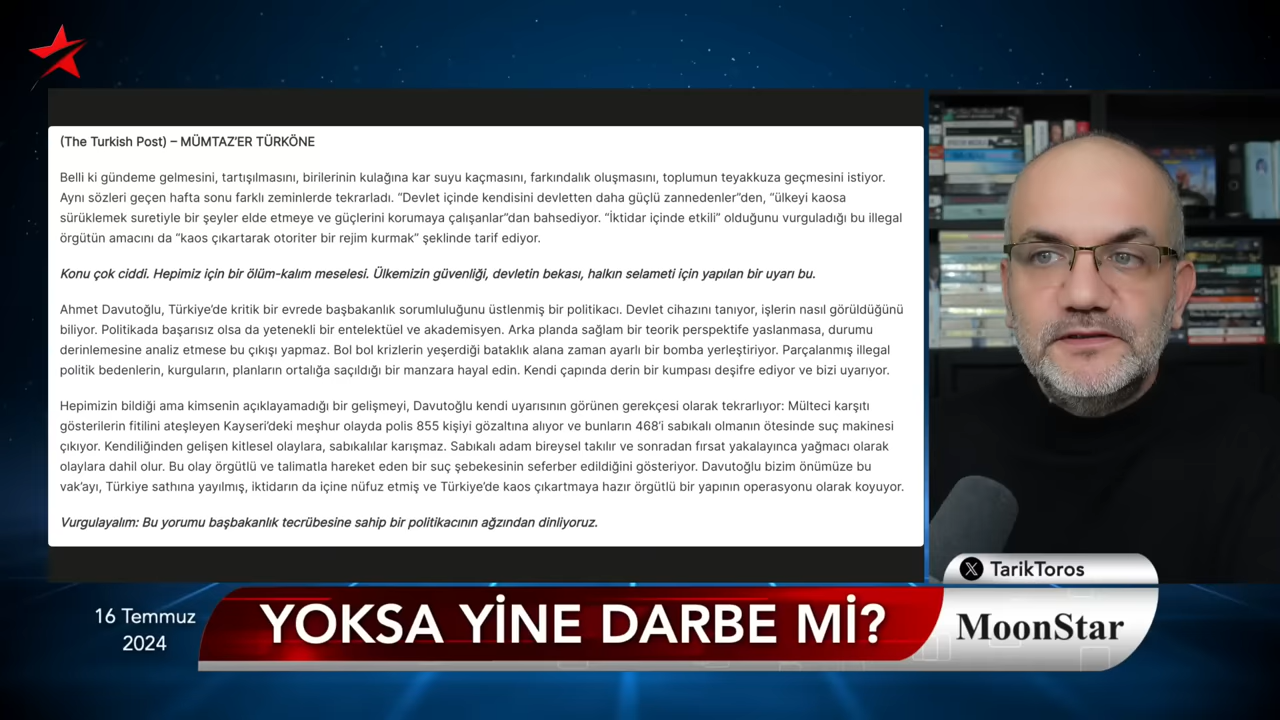 (The Turkish Post) – MÜMTAZ’ER TÜRKÖNE
Belli ki gündeme gelmesini, tartışılmasını, birilerinin kulağına kar suyu kaçmasını, farkındalık oluşmasını, toplumun teyakkuza geçmesini istiyor.
Aynı sözleri geçen hafta sonu farklı zeminlerde tekrarladı. “Devlet içinde kendisini devletten daha güçlü zannedenler”den, “ülkeyi kaosa
sürüklemek suretiyle bir şeyler elde etmeye ve güçlerini korumaya çalışanlar”dan bahsediyor. “İktidar içinde etkili” olduğunu vurguladığı bu illegal
örgütün amacını da “kaos çıkartarak otoriter bir rejim kurmak” şeklinde tarif ediyor.
Konu çok ciddi. Hepimiz için bir ölüm-kalım meselesi. Ülkemizin güvenliği, devletin bekası, halkın selameti için yapılan bir uyarı bu.
Ahmet Davutoğlu, Türkiye’de kritik bir evrede başbakanlık sorumluluğunu üstlenmiş bir politikacı. Devlet cihazını tanıyor, işlerin nasıl görüldüğünü
biliyor. Politikada başarısız olsa da yetenekli bir entelektüel ve akademisyen. Arka planda sağlam bir teorik perspektife yaslanmasa, durumu
derinlemesine analiz etmese bu çıkışı yapmaz. Bol bol krizlerin yeşerdiği bataklık alana zaman ayarlı bir bomba yerleştiriyor. Parçalanmış illegal
politik bedenlerin, kurguların, planların ortalığa saçıldığı bir manzara hayal edin. Kendi çapında derin bir kumpası deşifre ediyor ve bizi uyarıyor.
Hepimizin bildiği ama kimsenin açıklayamadığı bir gelişmeyi, Davutoğlu kendi uyarısının görünen gerekçesi olarak tekrarlıyor: Mülteci karşıtı
gösterilerin fitilini ateşleyen Kayseri’deki meşhur olayda polis 855 kişiyi gözaltına alıyor ve bunların 468’i sabıkalı olmanın ötesinde suç makinesi
çıkıyor. Kendiliğinden gelişen kitlesel olaylara, sabıkalılar karışmaz. Sabıkalı adam bireysel takılır ve sonradan fırsat yakalayınca yağmacı olarak
olaylara dahil olur. Bu olay örgütlü ve talimatla hareket eden bir suç şebekesinin seferber edildiğini gösteriyor. Davutoğlu bizim önümüze bu
vak’ayı, Türkiye sathına yayılmış, iktidarın da içine nüfuz etmiş ve Türkiye’de kaos çıkartmaya hazır örgütlü bir yapının operasyonu olarak koyuyor.
Vurgulayalım: Bu yorumu başbakanlık tecrübesine sahip bir politikacının ağzından dinliyoruz.
X TarikToros
16 Temmuz
2024
YOKSA YİNE DARBE Mİ?
MoonStar